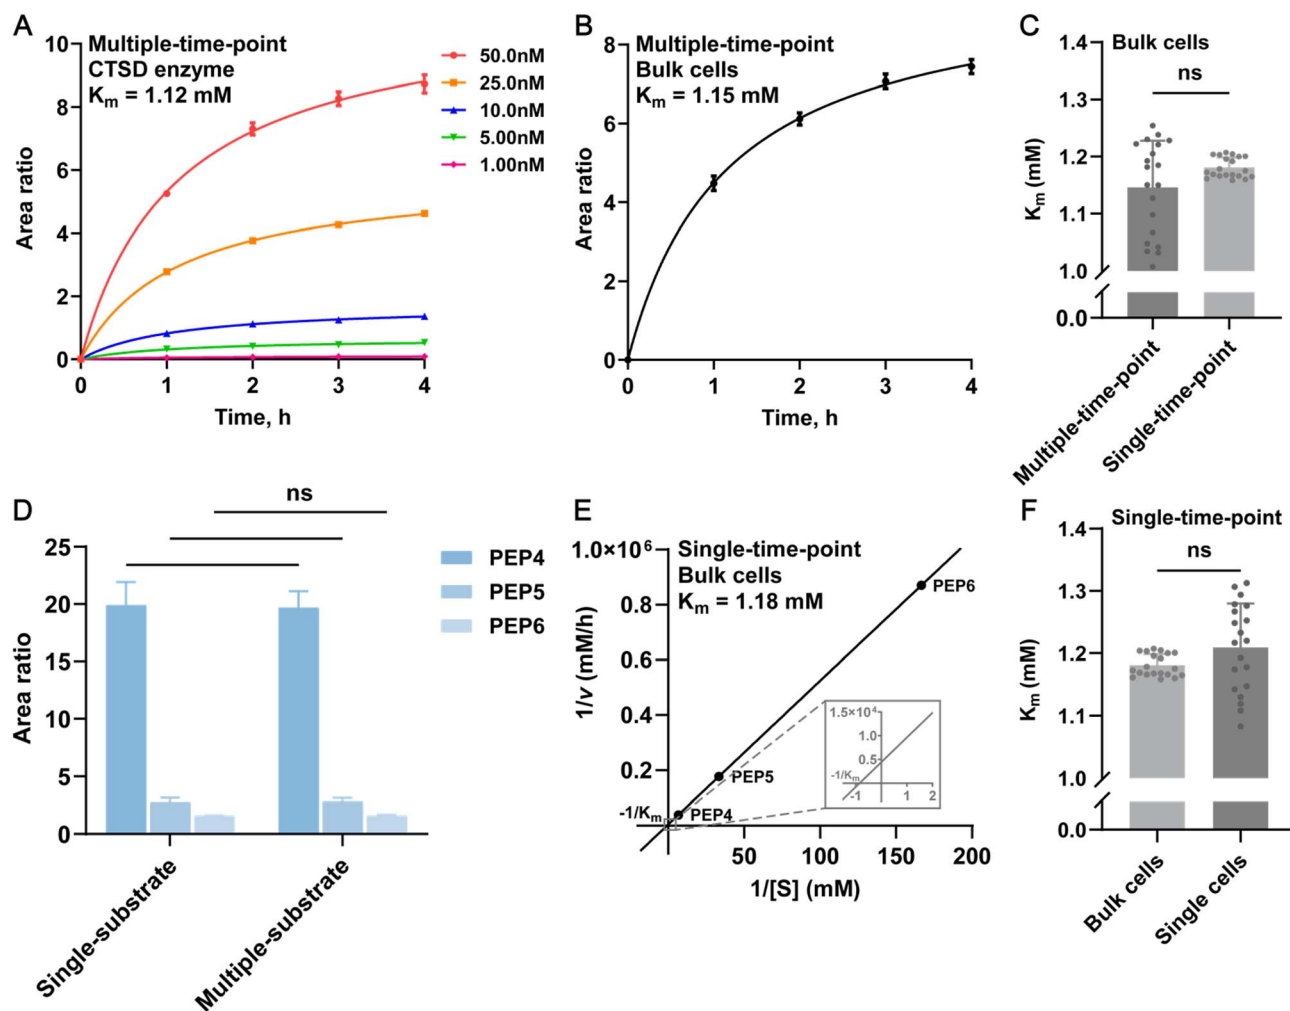 A
Multiple-time-point
CTSD enzyme
Km = 1.12 mM
10
8
6
4
2
0
Area ratio
0 1 2 3 4
Time, h
50.0nM
25.0nM
10.0nM
5.00nM
1.00nM
B
Multiple-time-point
Bulk cells
Km = 1.15 mM
8
6
4
2
0
Area ratio
0 1 2 3 4
Time, h
C
Bulk cells
ns
1.4
1.3
1.2
1.1
1.0
0.0
Km (mM)
Multiple-time-point
Single-time-point
D
ns
25
20
15
10
5
0
Area ratio
PEP4
PEP5
PEP6
Single-substrate
Multiple-substrate
E
Single-time-point
Bulk cells
Km = 1.18 mM
1.0×10⁶
0.8
0.6
0.4
0.2
1/v (mM/h)
-1/Km
PEP6
PEP5
PEP4
1.5×10⁴
1.0
0.5
-1/Km
-1 1 2
50 100 150 200
1/[S] (mM)
F
Single-time-point
ns
1.4
1.3
1.2
1.1
1.0
0.0
Km (mM)
Bulk cells
Single cells